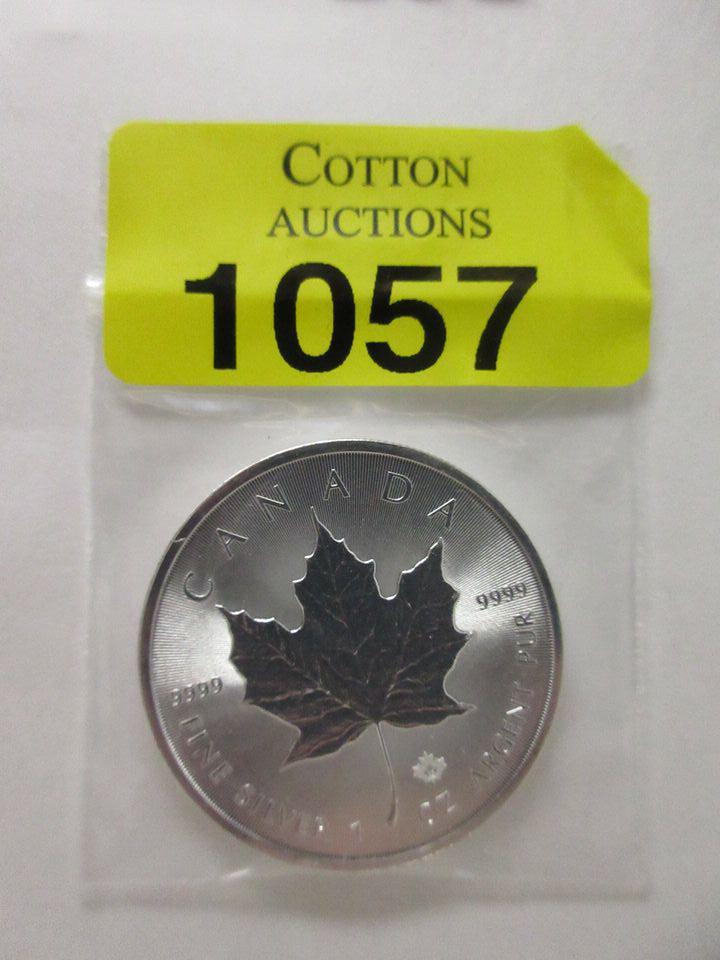 COTTON
AUCTIONS
1057
CANADA
9999
9999
FINE SILVER 1 OZ ARGENT PUR